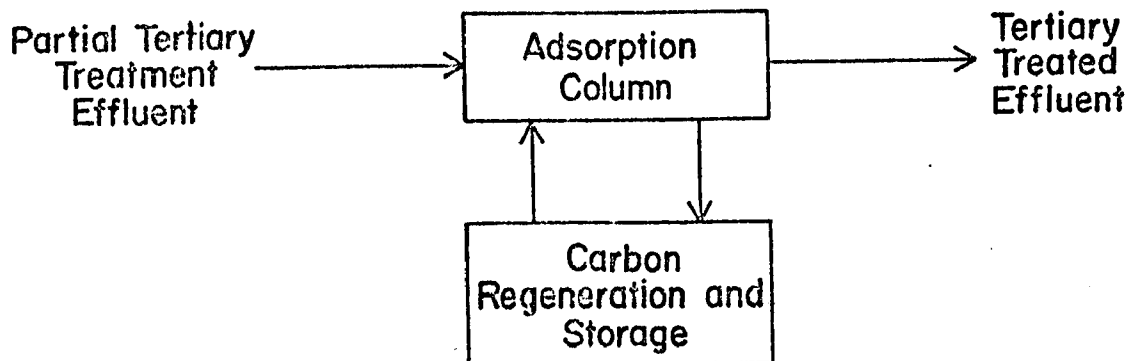 Partial Tertiary
Treatment
Effluent
Adsorption
Column
Tertiary
Treated
Effluent
Carbon
Regeneration and
Storage